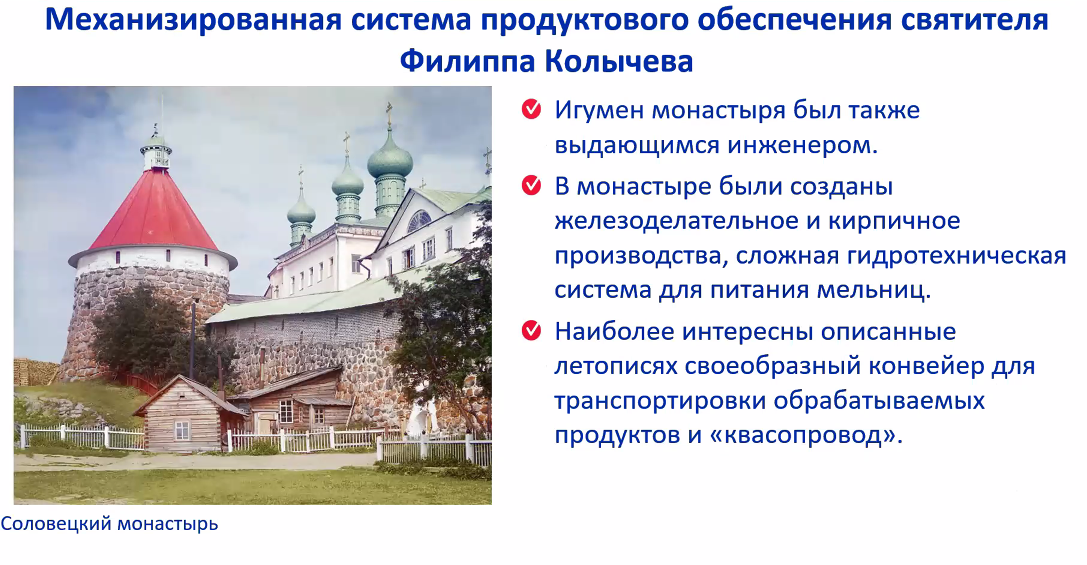 Механизированная система продуктового обеспечения святителя
Филиппа Колычева
Игумен монастыря был также
выдающимся инженером.
В монастыре были созданы
железоделательное и кирпичное
производства, сложная гидротехническая
система для питания мельниц.
Наиболее интересны описанные
летописях своеобразный конвейер для
транспортировки обрабатываемых
продуктов и «квасопровод».
Соловецкий монастырь